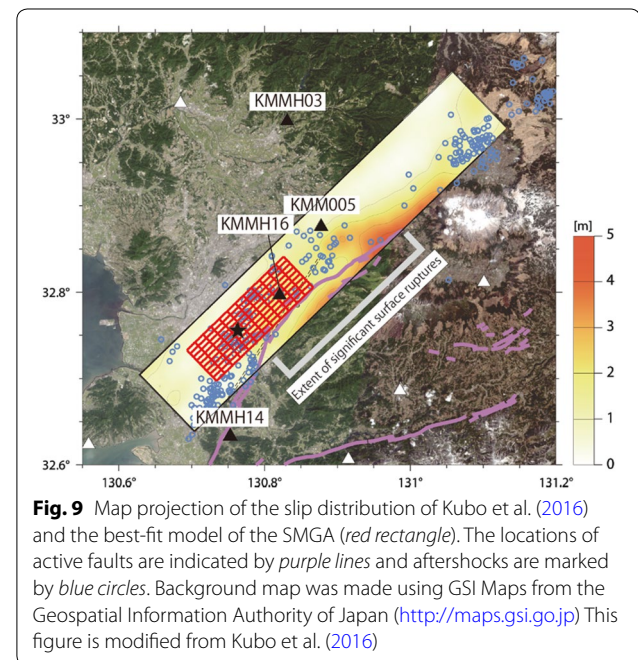 KMMH03
33°
KMM005
KMMH16
[m]
5
4
3
2
1
0
32.8°
Extent of significant surface ruptures
KMMH14
32.6°
130.6°
130.8°
131°
131.2°
Fig. 9 Map projection of the slip distribution of Kubo et al. (2016)
and the best-fit model of the SMGA (red rectangle). The locations of
active faults are indicated by purple lines and aftershocks are marked
by blue circles. Background map was made using GSI Maps from the
Geospatial Information Authority of Japan (http://maps.gsi.go.jp) This
figure is modified from Kubo et al. (2016)